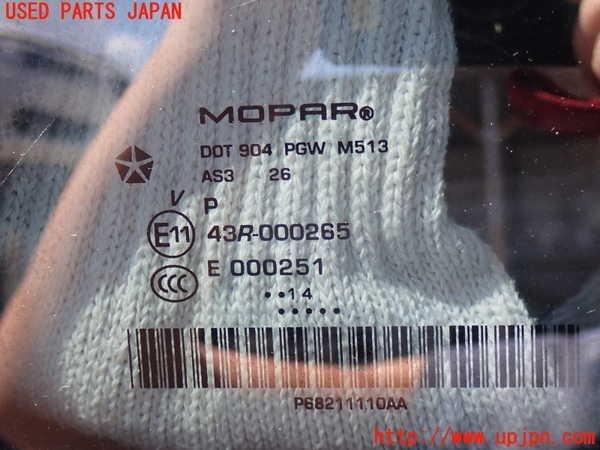 USED PARTS JAPAN
MOPAR®
DOT 904 PGW M513
AS3 26
V P
E11 43R-000265
CCC E 000251
••14
•••••
P68211110AA
http://www.upjpn.com/